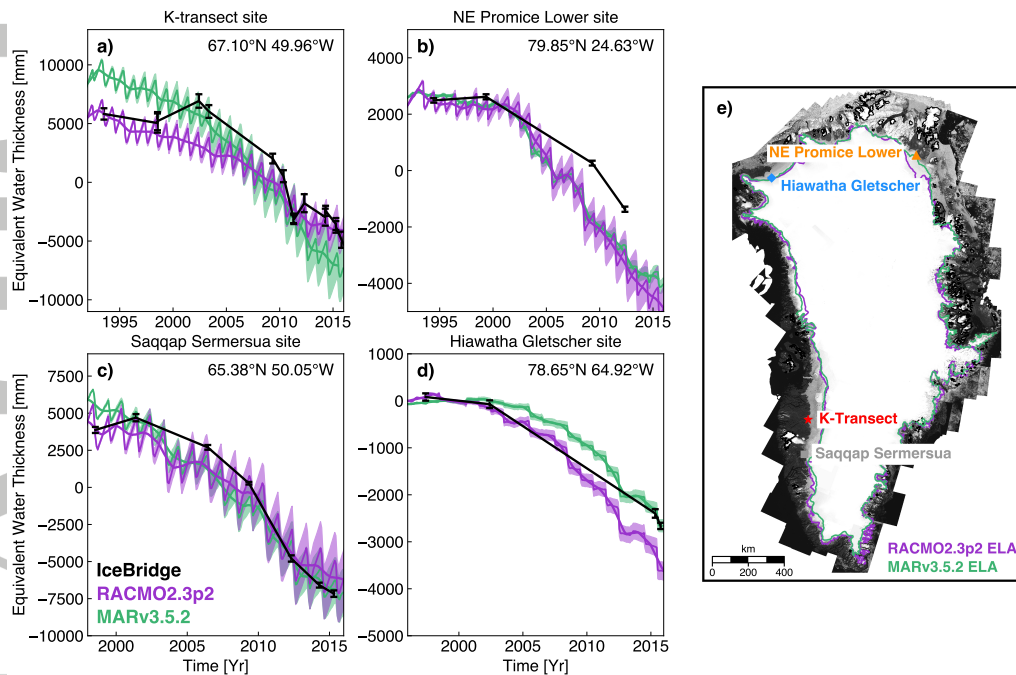 K-transect site
a)
67.10°N 49.96°W
Equivalent Water Thickness [mm]
10000
5000
0
−5000
−10000
1995
2000
2005
2010
2015
NE Promice Lower site
b)
79.85°N 24.63°W
4000
2000
0
−2000
−4000
1995
2000
2005
2010
2015
Saqqap Sermersua site
c)
65.38°N 50.05°W
Equivalent Water Thickness [mm]
7500
5000
2500
0
−2500
−5000
−7500
−10000
IceBridge
RACMO2.3p2
MARv3.5.2
2000
2005
2010
2015
Time [Yr]
Hiawatha Gletscher site
d)
78.65°N 64.92°W
1000
0
−1000
−2000
−3000
−4000
−5000
2000
2005
2010
2015
Time [Yr]
e)
NE Promice Lower
Hiawatha Gletscher
K-Transect
Saqqap Sermersua
km
0 200 400
RACMO2.3p2 ELA
MARv3.5.2 ELA